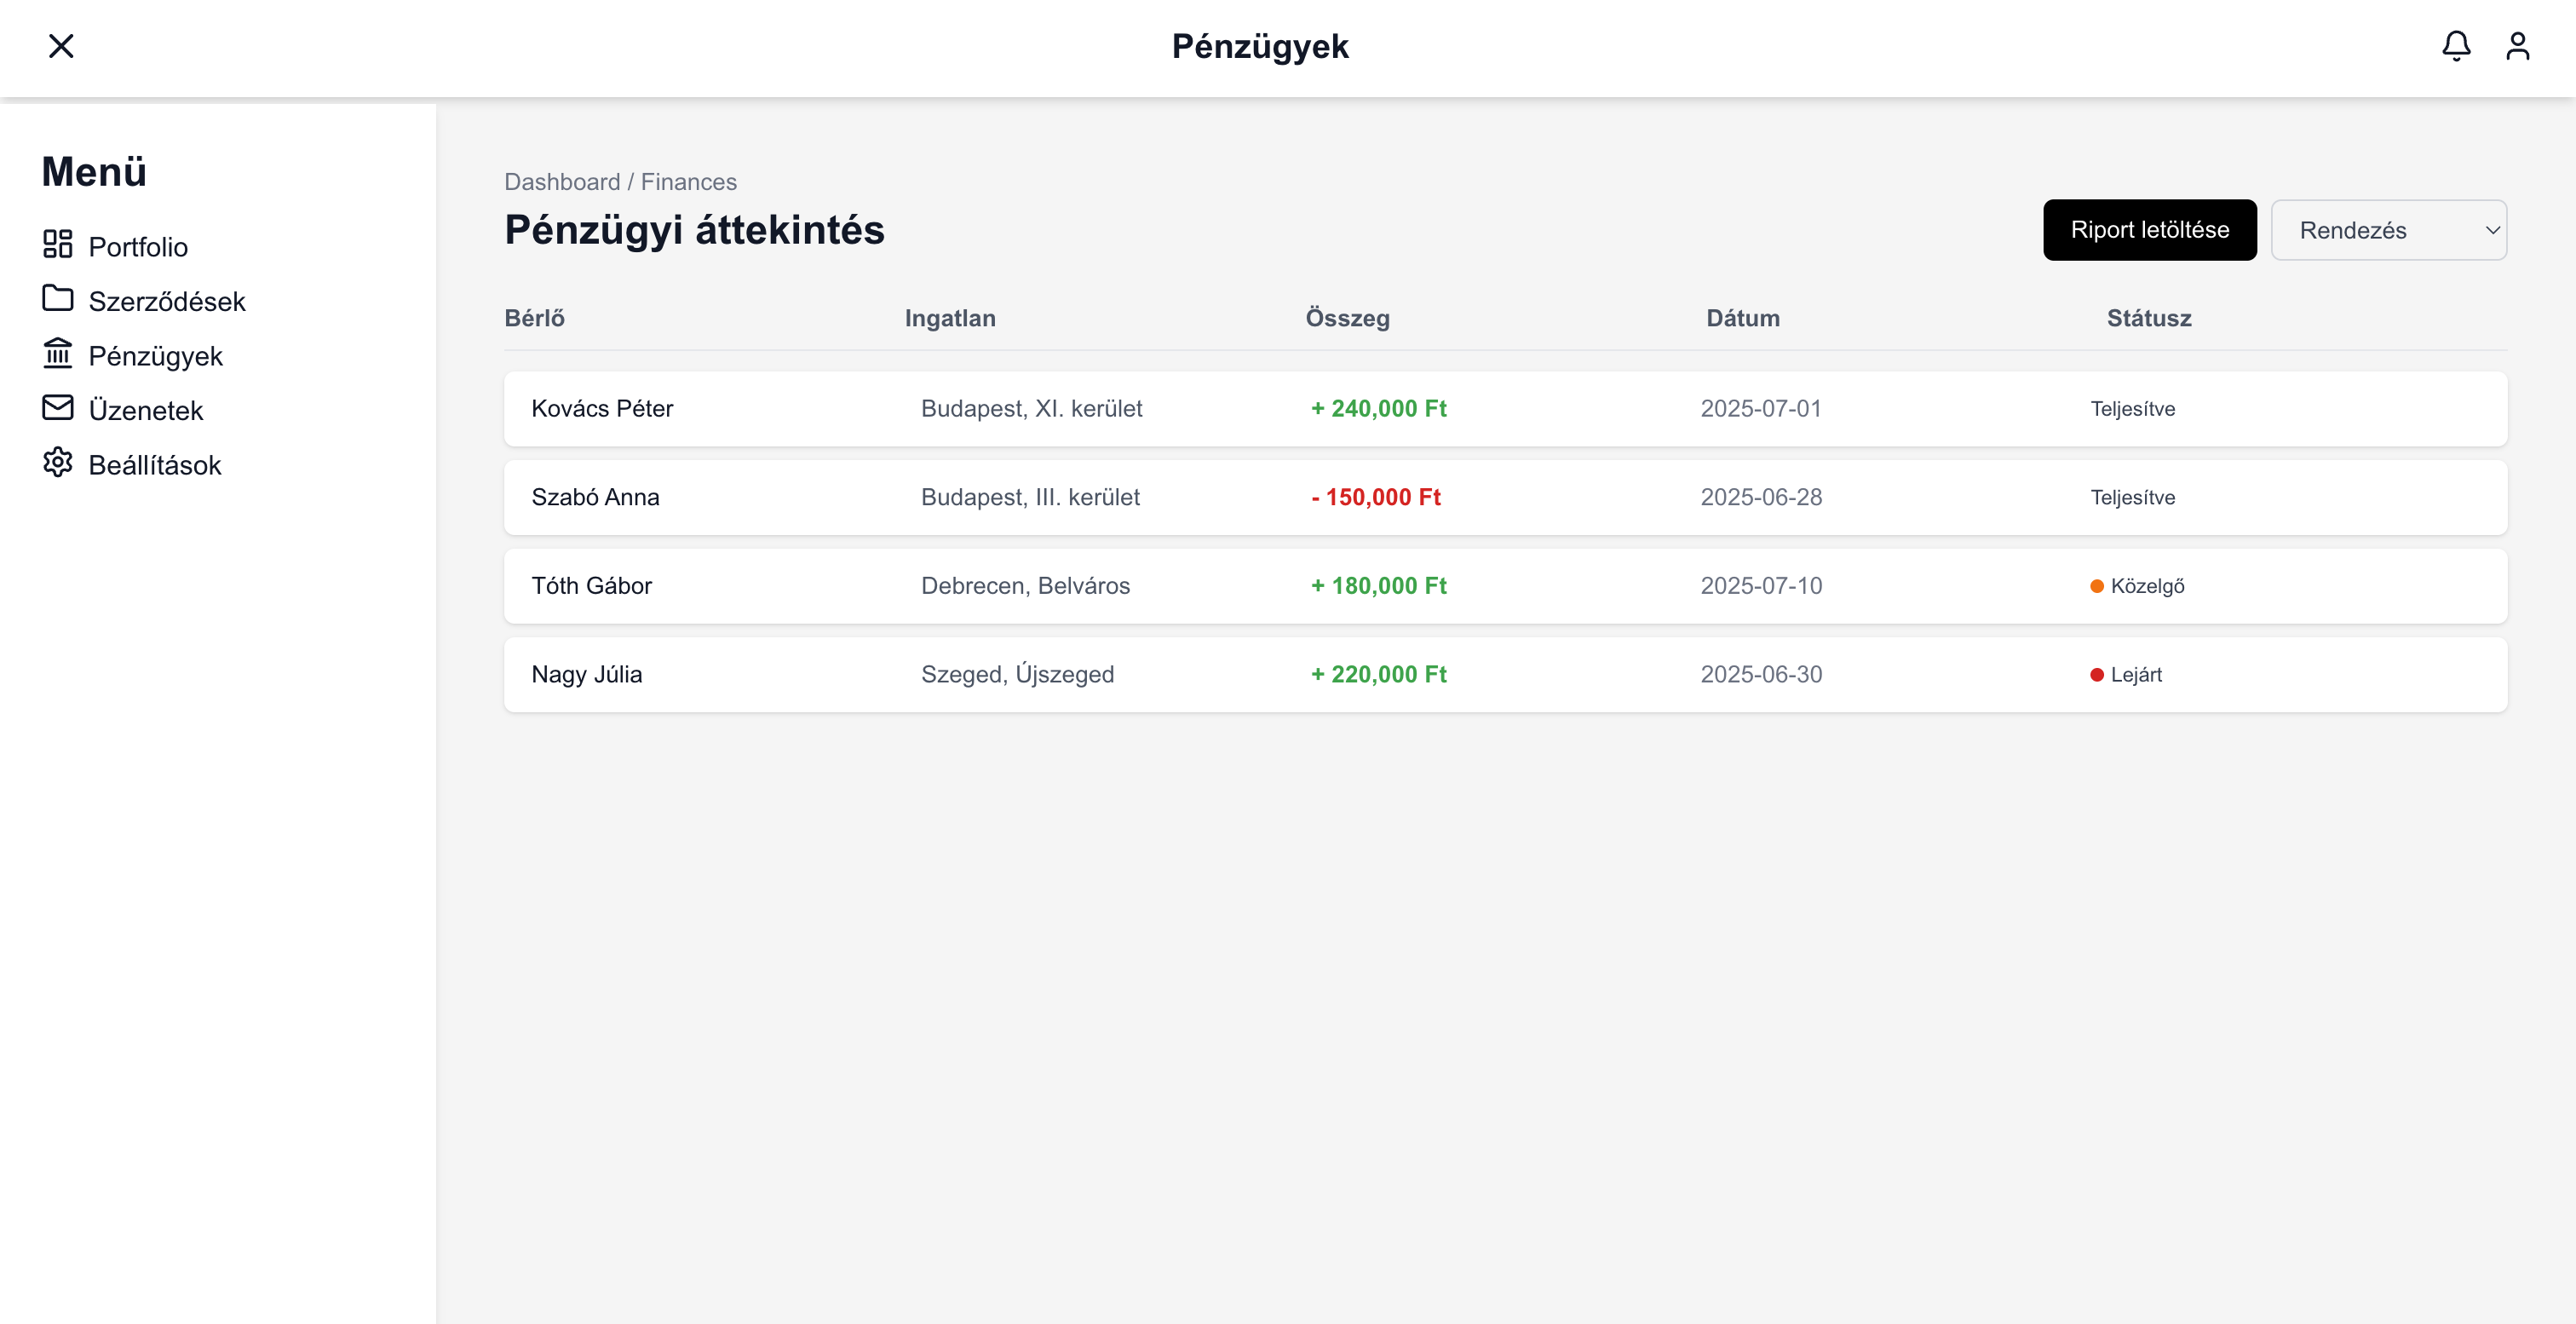 Pénzügyek
Menü
Portfolio
Szerződések
Pénzügyek
Üzenetek
Beállítások
Dashboard / Finances
Pénzügyi áttekintés
Riport letöltése
Rendezés
Bérlő Ingatlan Összeg Dátum Státusz
Kovács Péter Budapest, XI. kerület + 240,000 Ft 2025-07-01 Teljesítve
Szabó Anna Budapest, III. kerület - 150,000 Ft 2025-06-28 Teljesítve
Tóth Gábor Debrecen, Belváros + 180,000 Ft 2025-07-10 Közelgő
Nagy Júlia Szeged, Újszeged + 220,000 Ft 2025-06-30 Lejárt